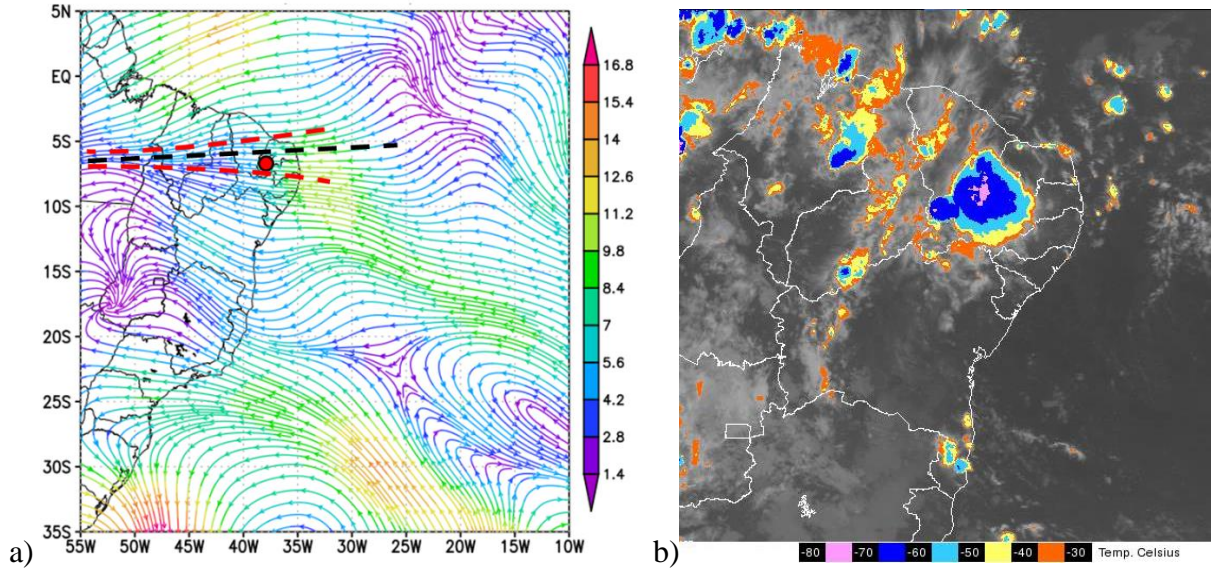 5N
EQ
5S
10S
15S
20S
25S
30S
35S
55W 50W 45W 40W 35W 30W 25W 20W 15W 10W
16.8
15.4
14
12.6
11.2
9.8
8.4
7
5.6
4.2
2.8
1.4
a)
b)
-80 -70 -60 -50 -40 -30 Temp. Celsius